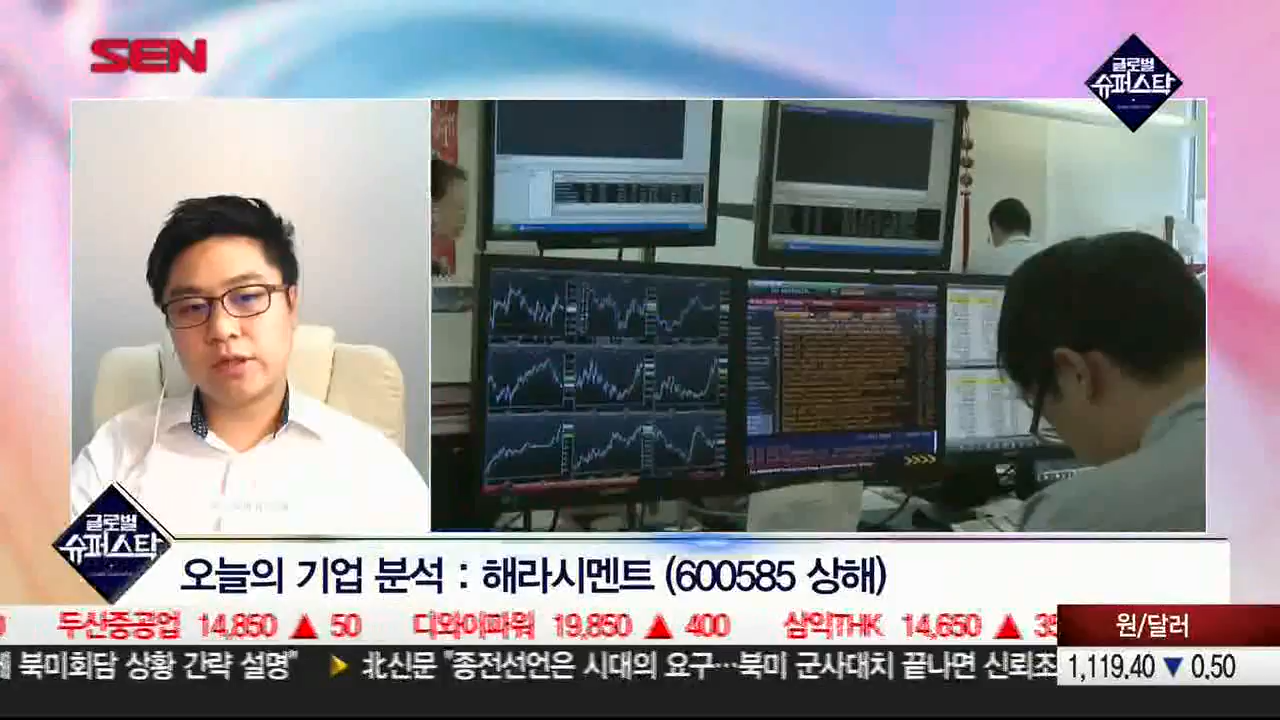 SEN
글로벌
슈퍼스탁
글로벌
슈퍼스탁
오늘의 기업 분석 : 해라시멘트 (600585 상해)
두산중공업 14,850 ▲ 50 디와이파워 19,850 ▲ 400 삼익THK 14,650 ▲
원/달러
북미회담 상황 간략 설명" ▶ 北신문 "종전선언은 시대의 요구…북미 군사대치 끝나면 신뢰조
1,119.40 ▼ 0.50